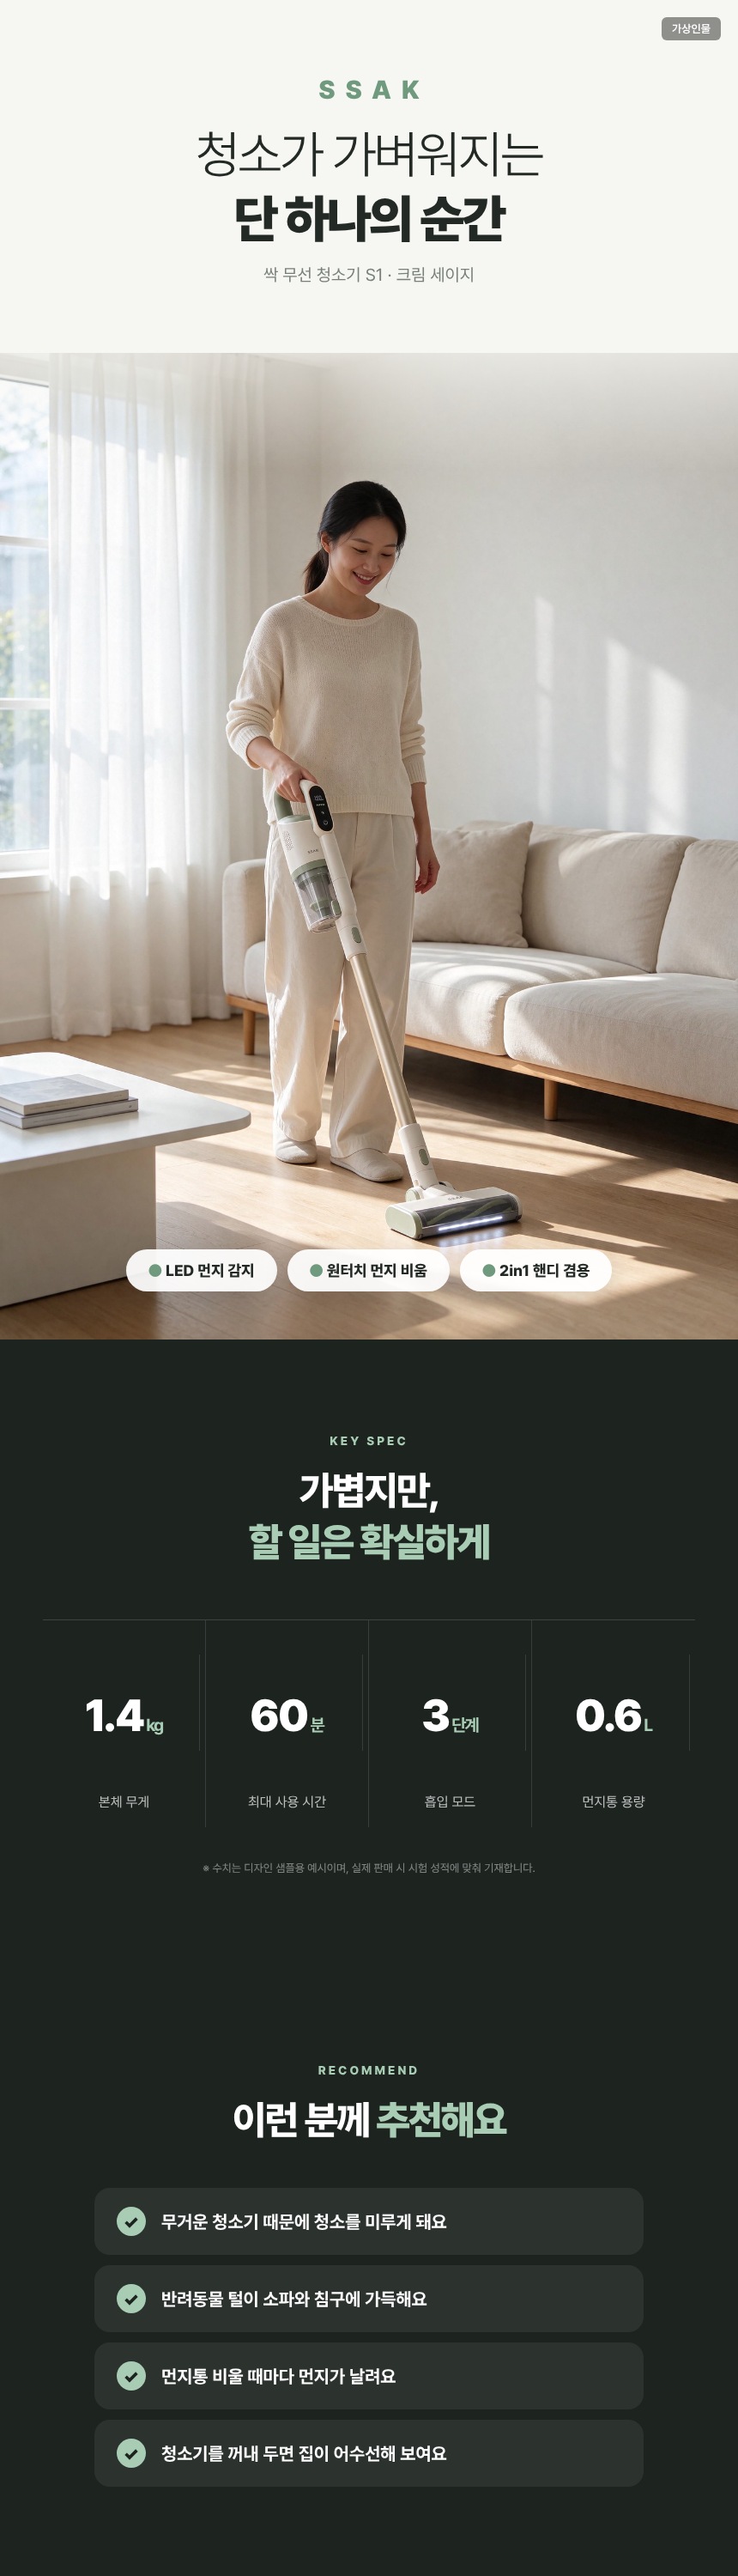 가상인물
SSAK
청소가 가벼워지는
단 하나의 순간
싹 무선 청소기 S1 · 크림 세이지
LED 먼지 감지
원터치 먼지 비움
2in1 핸디 겸용
KEY SPEC
가볍지만,
할 일은 확실하게
1.4kg
60분
3단계
0.6L
본체 무게
최대 사용 시간
흡입 모드
먼지통 용량
※ 수치는 디자인 샘플용 예시이며, 실제 판매 시 시험 성적에 맞춰 기재합니다.
RECOMMEND
이런 분께 추천해요
무거운 청소기 때문에 청소를 미루게 돼요
반려동물 털이 소파와 침구에 가득해요
먼지통 비울 때마다 먼지가 날려요
청소기를 꺼내 두면 집이 어수선해 보여요